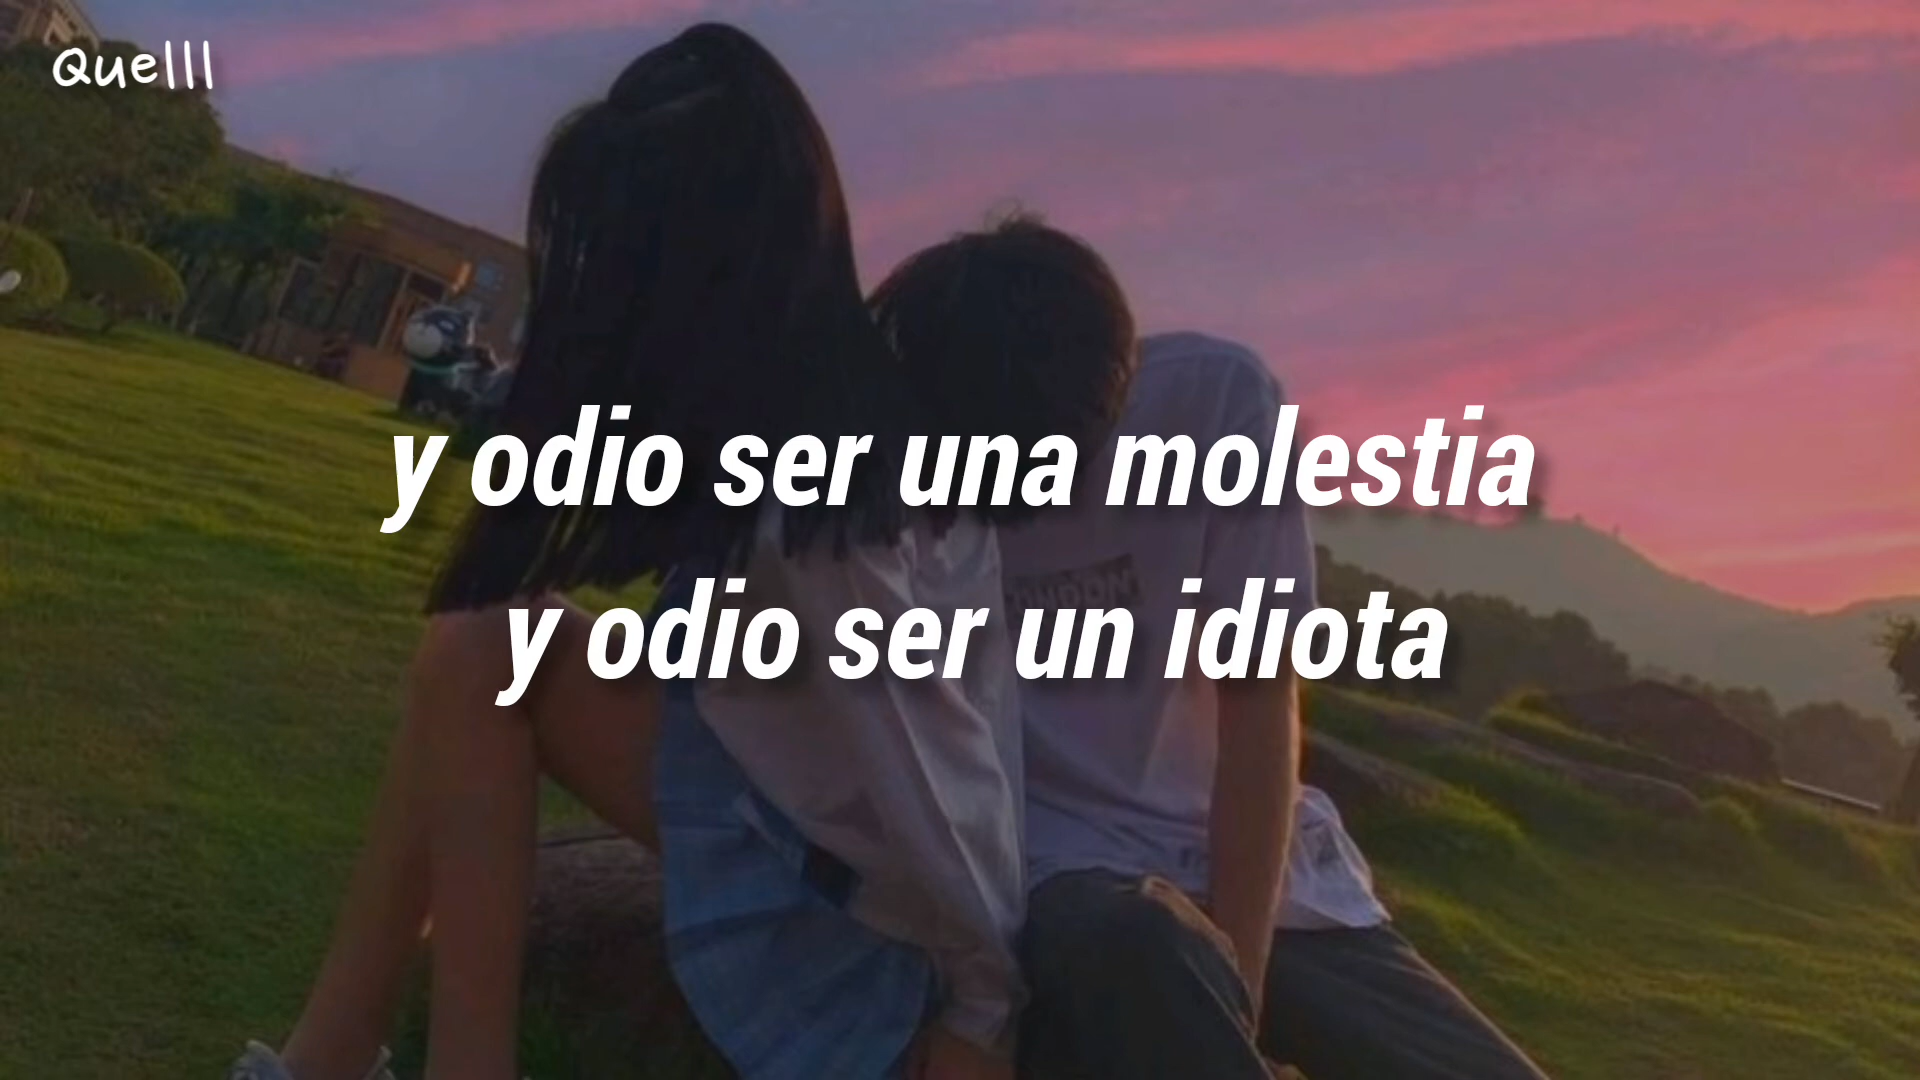 Quelll
y odio ser una molestia
y odio ser un idiota